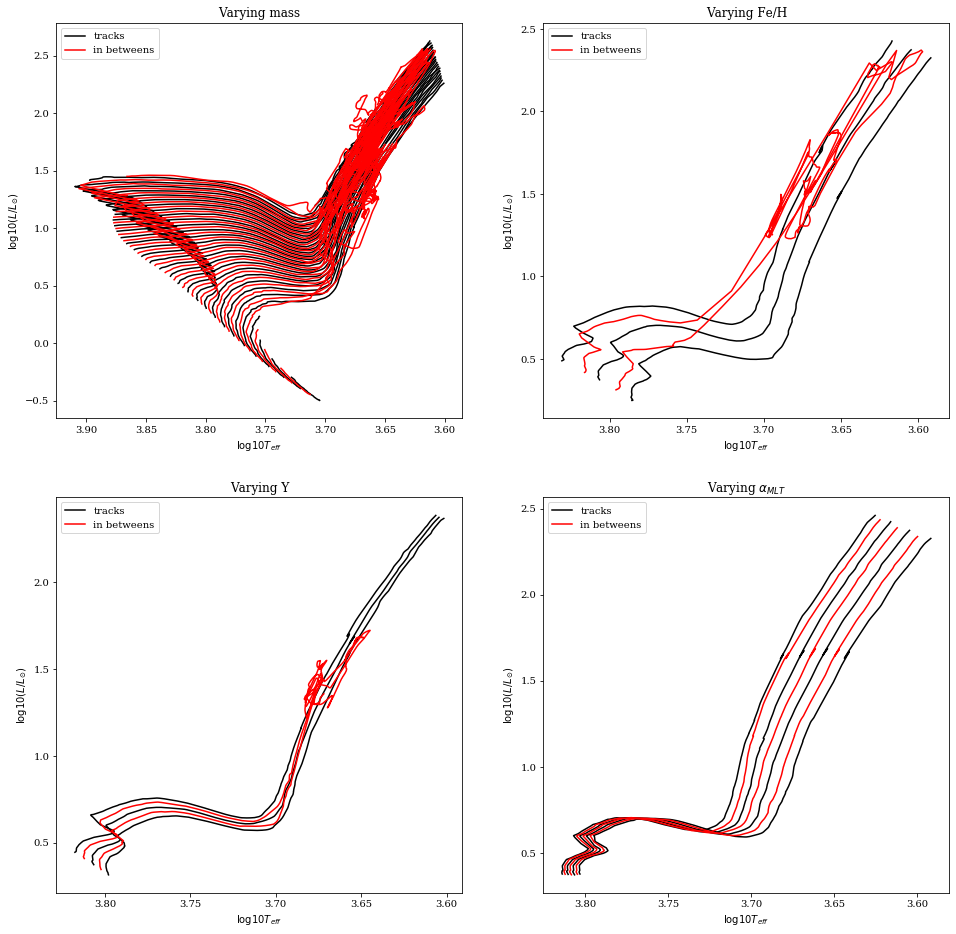 Varying mass
tracks
in betweens
2.5
2.0
1.5
1.0
0.5
0.0
−0.5
log10(L/L⊙)
3.90 3.85 3.80 3.75 3.70 3.65 3.60
log10T_eff
Varying Fe/H
tracks
in betweens
2.5
2.0
1.5
1.0
0.5
log10(L/L⊙)
3.80 3.75 3.70 3.65 3.60
log10T_eff
Varying Y
tracks
in betweens
2.0
1.5
1.0
0.5
log10(L/L⊙)
3.80 3.75 3.70 3.65 3.60
log10T_eff
Varying α_MLT
tracks
in betweens
2.5
2.0
1.5
1.0
0.5
log10(L/L⊙)
3.80 3.75 3.70 3.65 3.60
log10T_eff